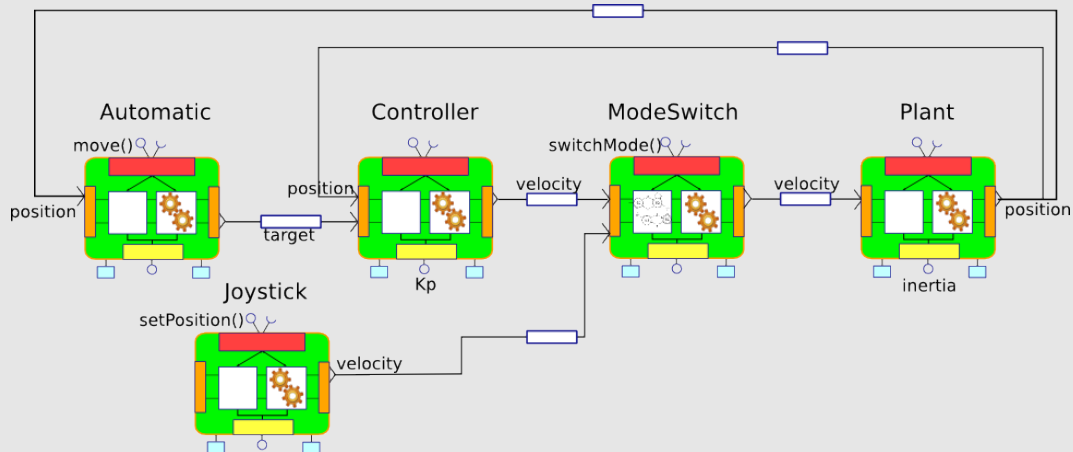 Automatic
Controller
ModeSwitch
Plant
move()
switchMode()
position
position
velocity
velocity
position
target
Kp
inertia
Joystick
setPosition()
velocity